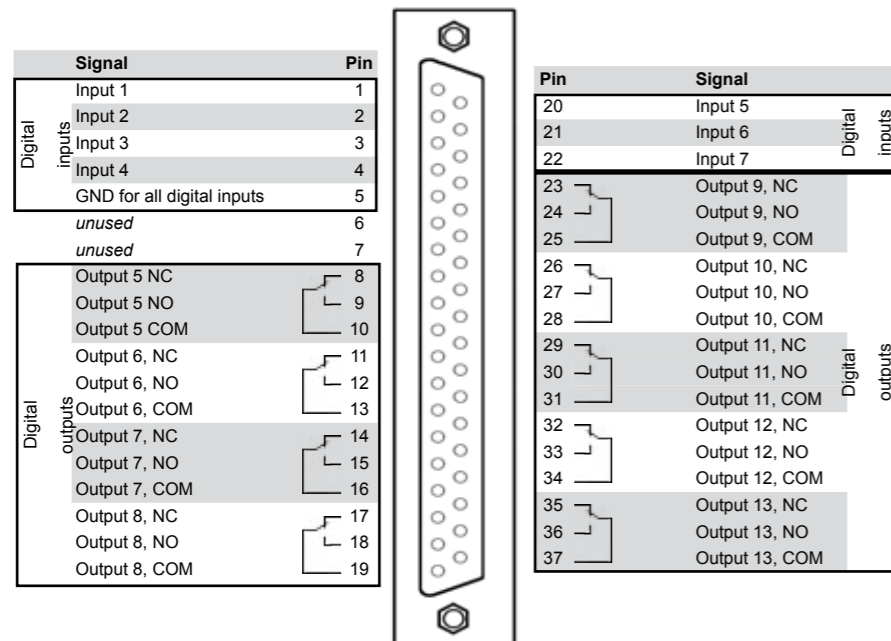 Signal Pin
Digital inputs
Input 1 1
Input 2 2
Input 3 3
Input 4 4
GND for all digital inputs 5
unused 6
unused 7
Digital outputs
Output 5 NC 8
Output 5 NO 9
Output 5 COM 10
Output 6, NC 11
Output 6, NO 12
Output 6, COM 13
Output 7, NC 14
Output 7, NO 15
Output 7, COM 16
Output 8, NC 17
Output 8, NO 18
Output 8, COM 19
Pin Signal
20 Input 5
21 Input 6
22 Input 7
Digital inputs
23 Output 9, NC
24 Output 9, NO
25 Output 9, COM
26 Output 10, NC
27 Output 10, NO
28 Output 10, COM
29 Output 11, NC
30 Output 11, NO
31 Output 11, COM
32 Output 12, NC
33 Output 12, NO
34 Output 12, COM
35 Output 13, NC
36 Output 13, NO
37 Output 13, COM
Digital outputs